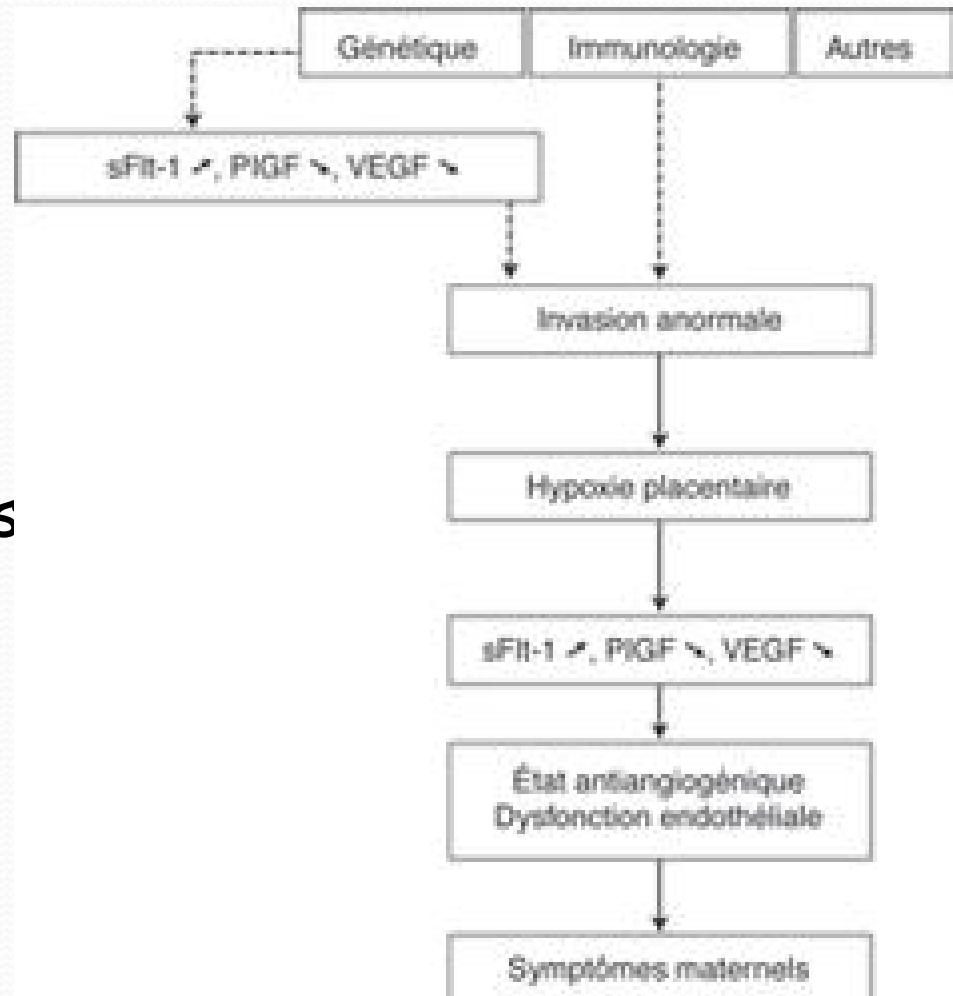 Génétique Immunologie Autres
sFlt-1 ➚, PlGF ➘, VEGF ➘
Invasion anormale
Hypoxie placentaire
s
sFlt-1 ➚, PlGF ➘, VEGF ➘
État antiangiogénique
Dysfonction endothéliale
Symptômes maternels